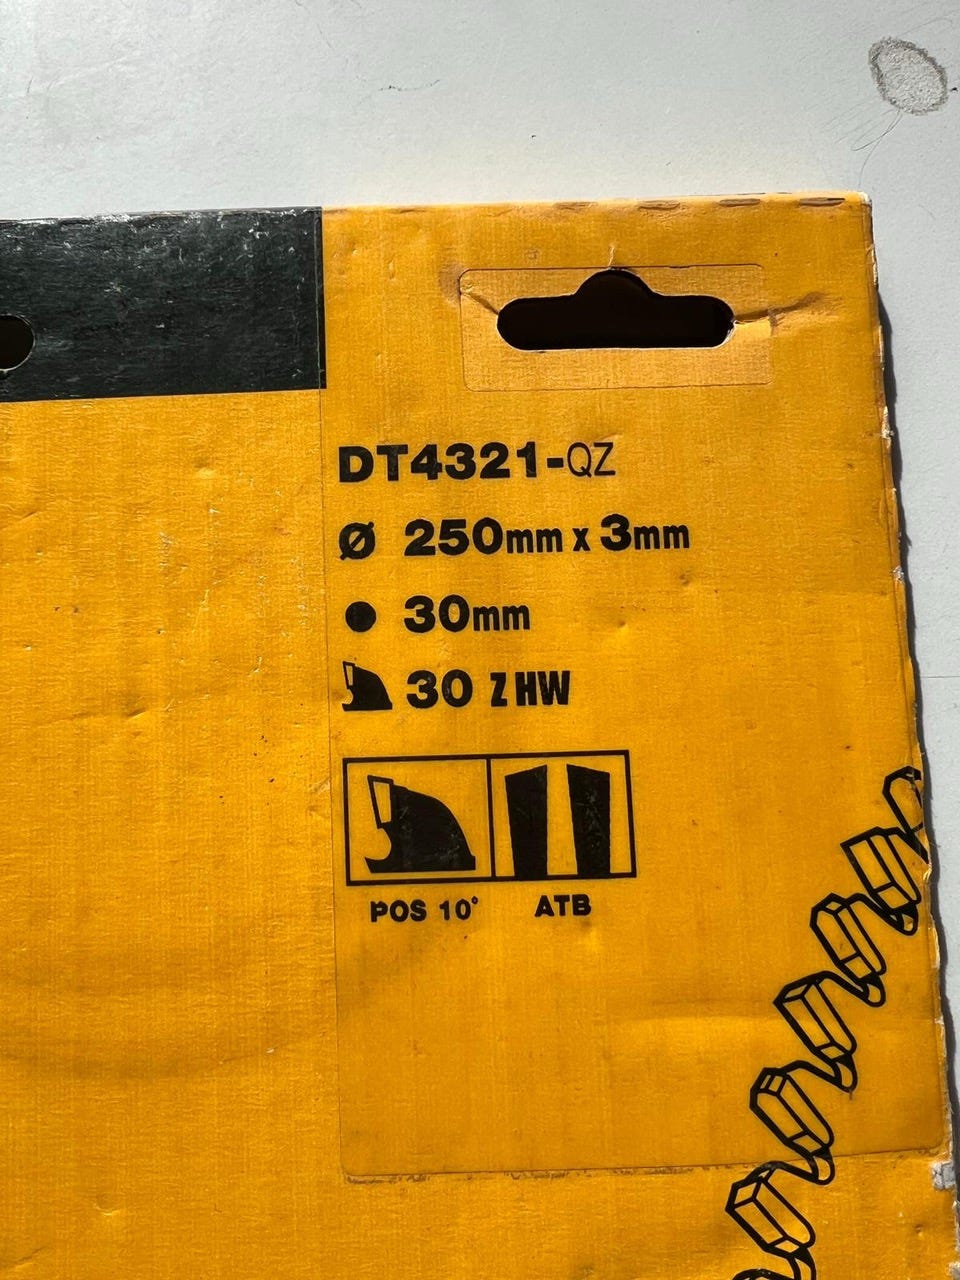 DT4321-QZ
Ø 250mm x 3mm
● 30mm
30 Z HW
POS 10°
ATB